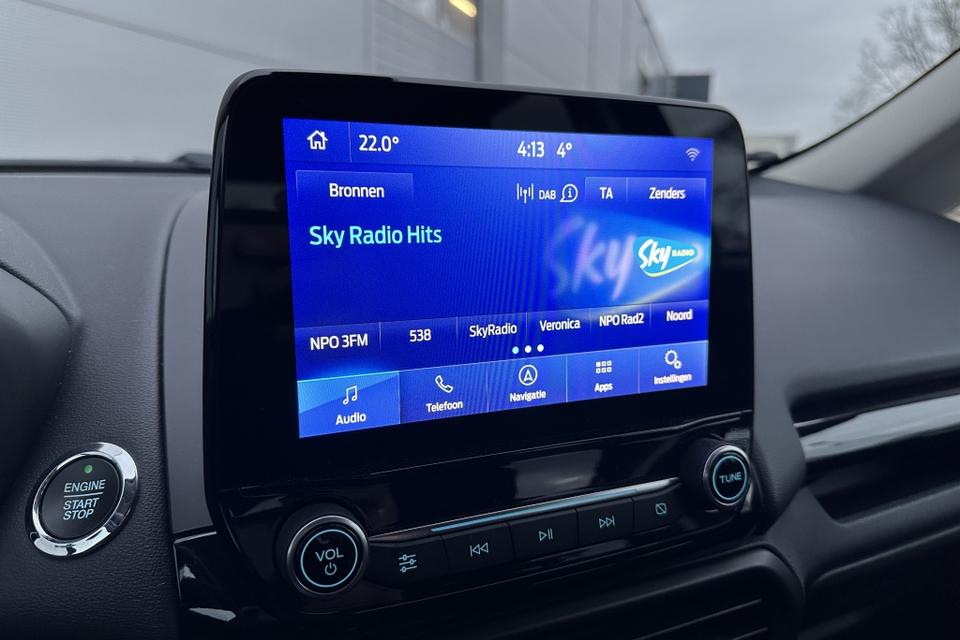 22.0° 4:13 4°
Bronnen DAB i TA Zenders
Sky Radio Hits
Sky
Sky RADIO
NPO 3FM 538 SkyRadio Veronica NPO Rad2 Noord
Audio Telefoon Navigatie Apps Instellingen
ENGINE
START
STOP
VOL
TUNE